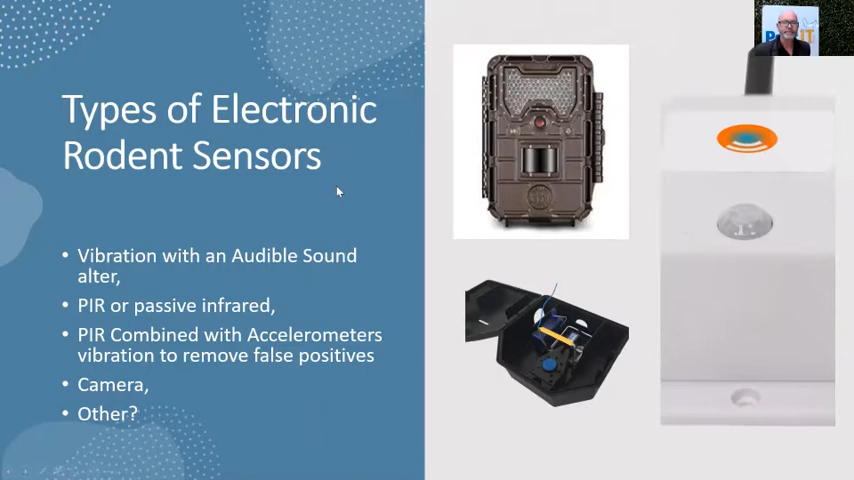 Types of Electronic
Rodent Sensors
• Vibration with an Audible Sound
alter,
• PIR or passive infrared,
• PIR Combined with Accelerometers
vibration to remove false positives
• Camera,
• Other?